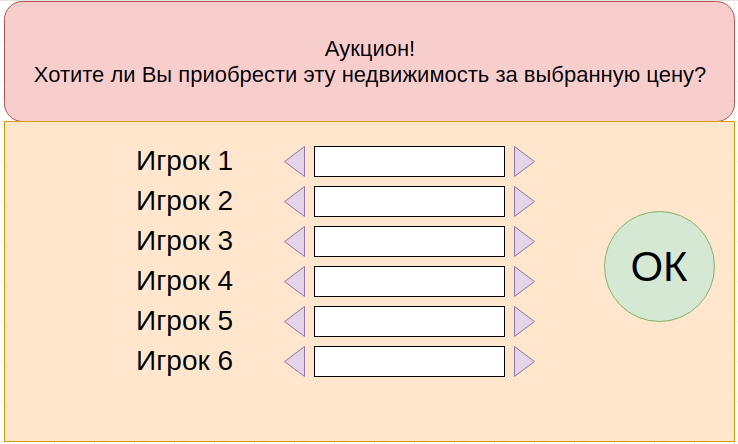 Аукцион!
Хотите ли Вы приобрести эту недвижимость за выбранную цену?
Игрок 1
Игрок 2
Игрок 3
Игрок 4
Игрок 5
Игрок 6
ОК